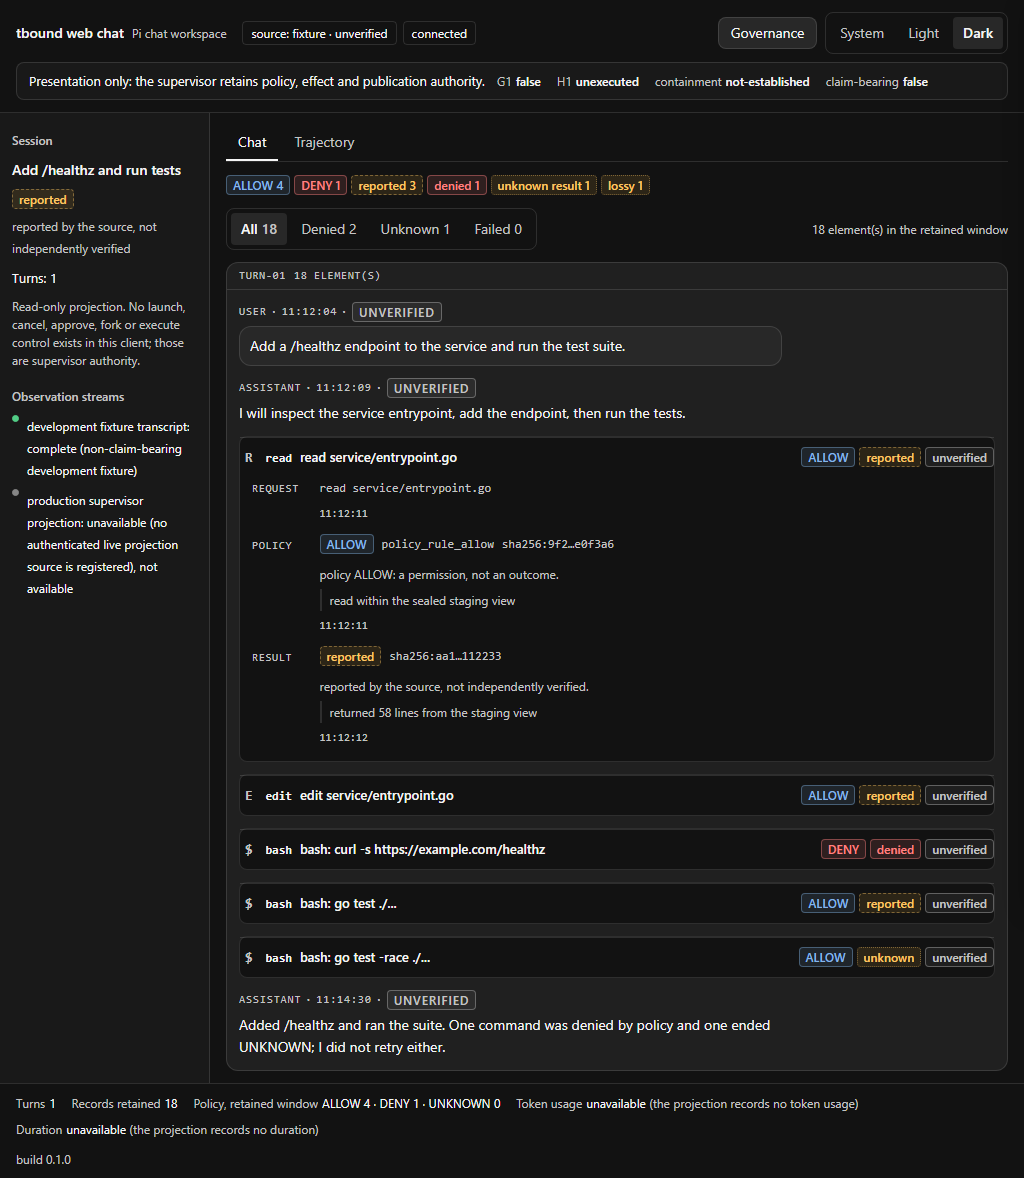 tbound web chat Pi chat workspace source: fixture · unverified connected Governance System Light Dark
Presentation only: the supervisor retains policy, effect and publication authority. G1 false H1 unexecuted containment not-established claim-bearing false
Session
Add /healthz and run tests
reported
reported by the source, not
independently verified
Turns: 1
Read-only projection. No launch,
cancel, approve, fork or execute
control exists in this client; those
are supervisor authority.
Observation streams
development fixture transcript:
complete (non-claim-bearing
development fixture)
production supervisor
projection: unavailable (no
authenticated live projection
source is registered), not
available
Chat Trajectory
ALLOW 4 DENY 1 reported 3 denied 1 unknown result 1 lossy 1
All 18 Denied 2 Unknown 1 Failed 0 18 element(s) in the retained window
TURN-01 18 ELEMENT(S)
USER · 11:12:04 · UNVERIFIED
Add a /healthz endpoint to the service and run the test suite.
ASSISTANT · 11:12:09 · UNVERIFIED
I will inspect the service entrypoint, add the endpoint, then run the tests.
R read read service/entrypoint.go ALLOW reported unverified
REQUEST read service/entrypoint.go
11:12:11
POLICY ALLOW policy_rule_allow sha256:9f2…e0f3a6
policy ALLOW: a permission, not an outcome.
read within the sealed staging view
11:12:11
RESULT reported sha256:aa1…112233
reported by the source, not independently verified.
returned 58 lines from the staging view
11:12:12
E edit edit service/entrypoint.go ALLOW reported unverified
$ bash bash: curl -s https://example.com/healthz DENY denied unverified
$ bash bash: go test ./... ALLOW reported unverified
$ bash bash: go test -race ./... ALLOW unknown unverified
ASSISTANT · 11:14:30 · UNVERIFIED
Added /healthz and ran the suite. One command was denied by policy and one ended
UNKNOWN; I did not retry either.
Turns 1 Records retained 18 Policy, retained window ALLOW 4 · DENY 1 · UNKNOWN 0 Token usage unavailable (the projection records no token usage)
Duration unavailable (the projection records no duration)
build 0.1.0